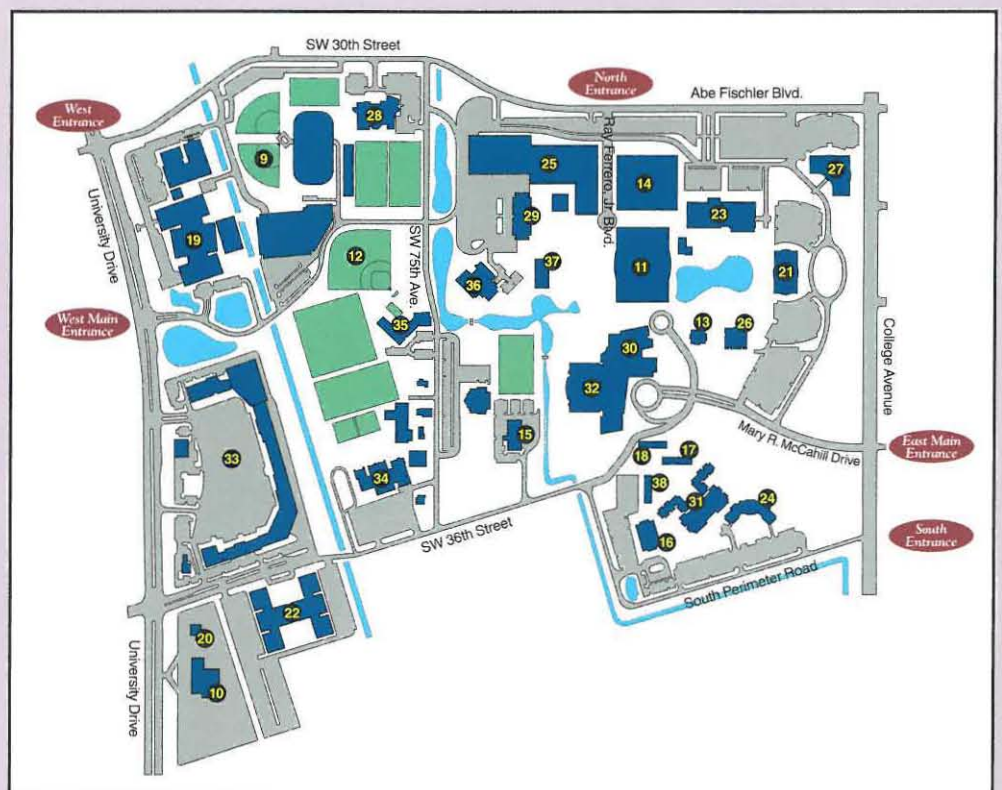 SW 30th Street
North
Entrance
Abe Fischler Blvd.
West
Entrance
28
9
25
14
27
Ray Ferrero, Jr. Blvd.
University Drive
19
29
23
12
SW 75th Ave.
37
11
21
36
West Main
Entrance
35
13
26
30
College Avenue
32
15
Mary R. McCahill Drive
East Main
Entrance
33
18
17
34
38
31
24
SW 36th Street
16
South
Entrance
South Perimeter Road
22
20
University Drive
10